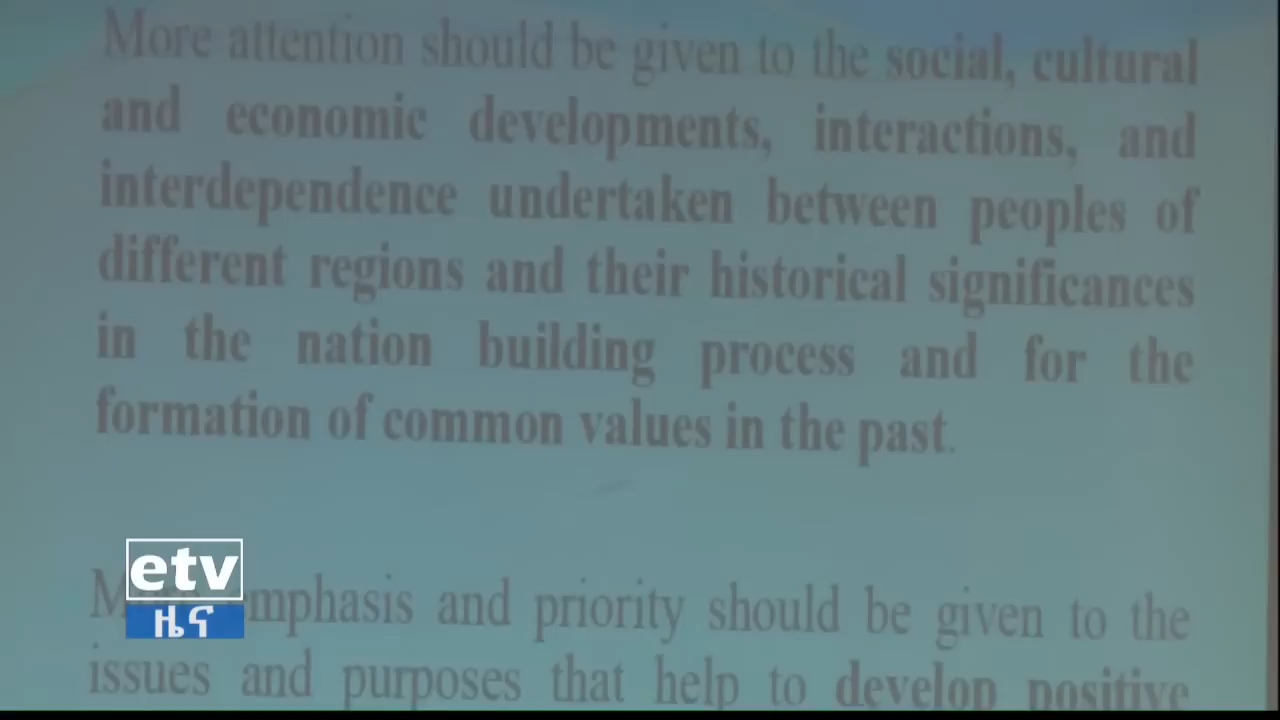 More attention should be given to the social, cultural
and economic developments, interactions, and
interdependence undertaken between peoples of
different regions and their historical significances
in the nation building process and for the
formation of common values in the past.
etv
ዜና
emphasis and priority should be given to the
issues and purposes that help to develop positive